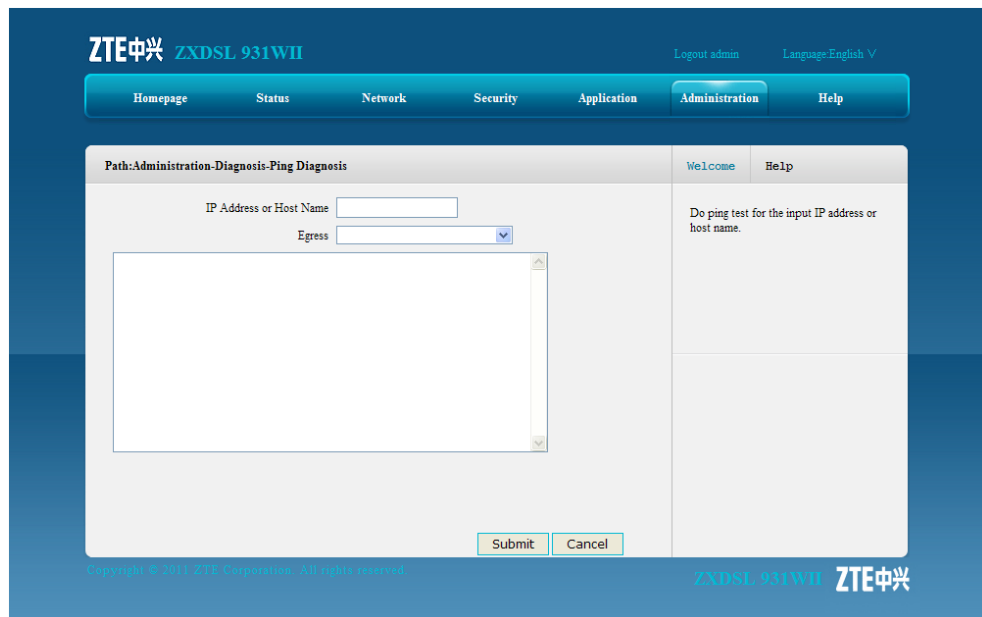 ZTE中兴 ZXDSL 931WII
Logout admin Language:English V
Homepage Status Network Security Application Administration Help
Path:Administration-Diagnosis-Ping Diagnosis
Welcome Help
IP Address or Host Name
Egress
Do ping test for the input IP address or
host name.
Submit Cancel
Copyright © 2011 ZTE Corporation. All rights reserved.
ZXDSL 931WII ZTE中兴